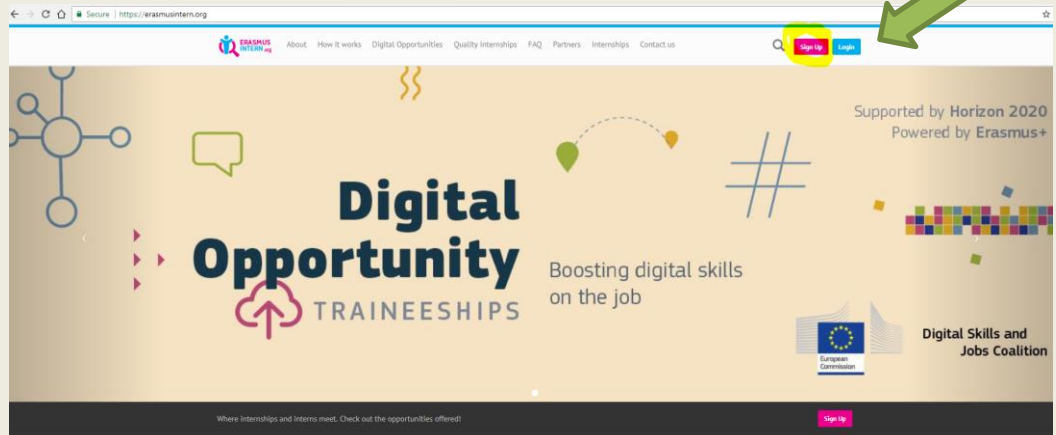 Secure | https://erasmusintern.org
ERASMUS
INTERN.org
About How it works Digital Opportunities Quality Internships FAQ Partners Internships Contact us
Sign Up Login
Supported by Horizon 2020
Powered by Erasmus+
Digital
Opportunity
TRAINEESHIPS
Boosting digital skills
on the job
European
Commission
Digital Skills and
Jobs Coalition
Where internships and interns meet. Check out the opportunities offered!
Sign Up